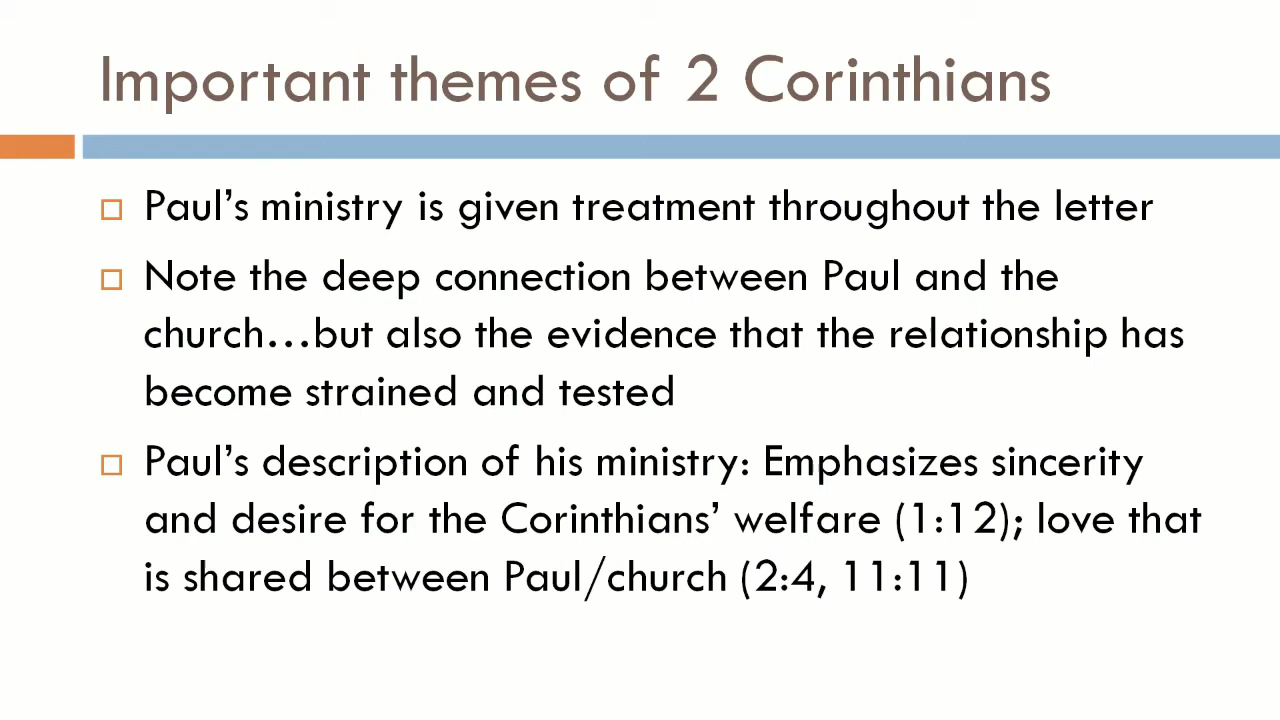 Important themes of 2 Corinthians
Paul’s ministry is given treatment throughout the letter
Note the deep connection between Paul and the
church…but also the evidence that the relationship has
become strained and tested
Paul’s description of his ministry: Emphasizes sincerity
and desire for the Corinthians’ welfare (1:12); love that
is shared between Paul/church (2:4, 11:11)